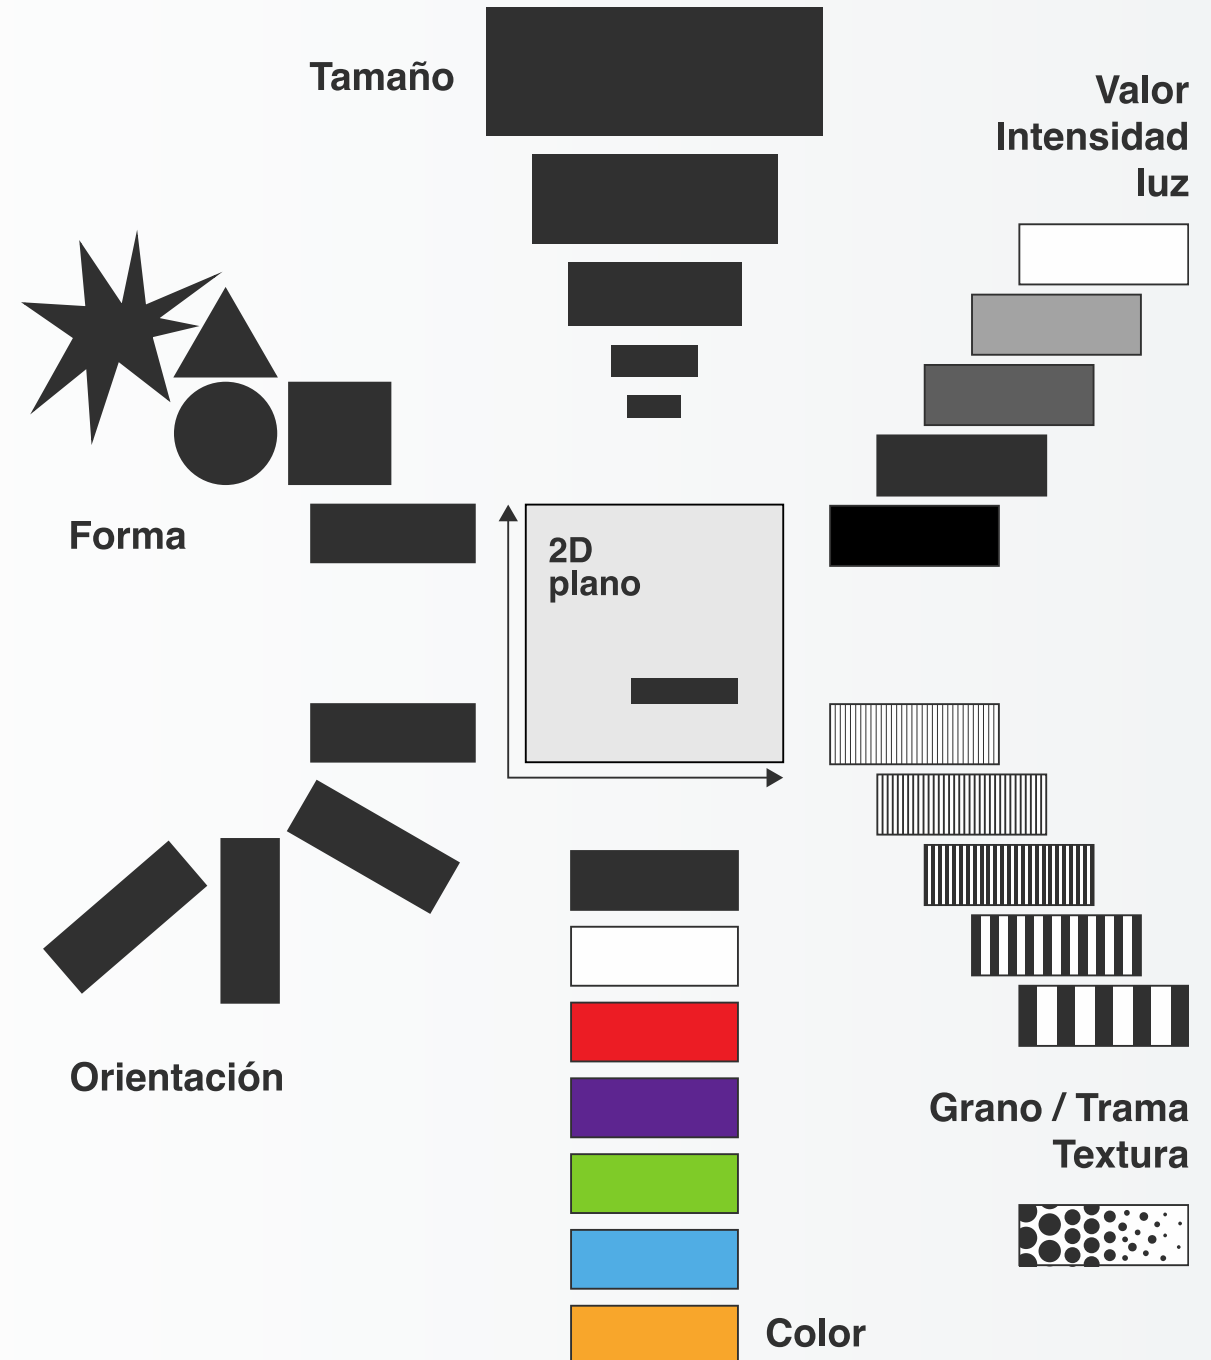 Tamaño
Valor
Intensidad
luz
Forma
2D
plano
Orientación
Grano / Trama
Textura
Color